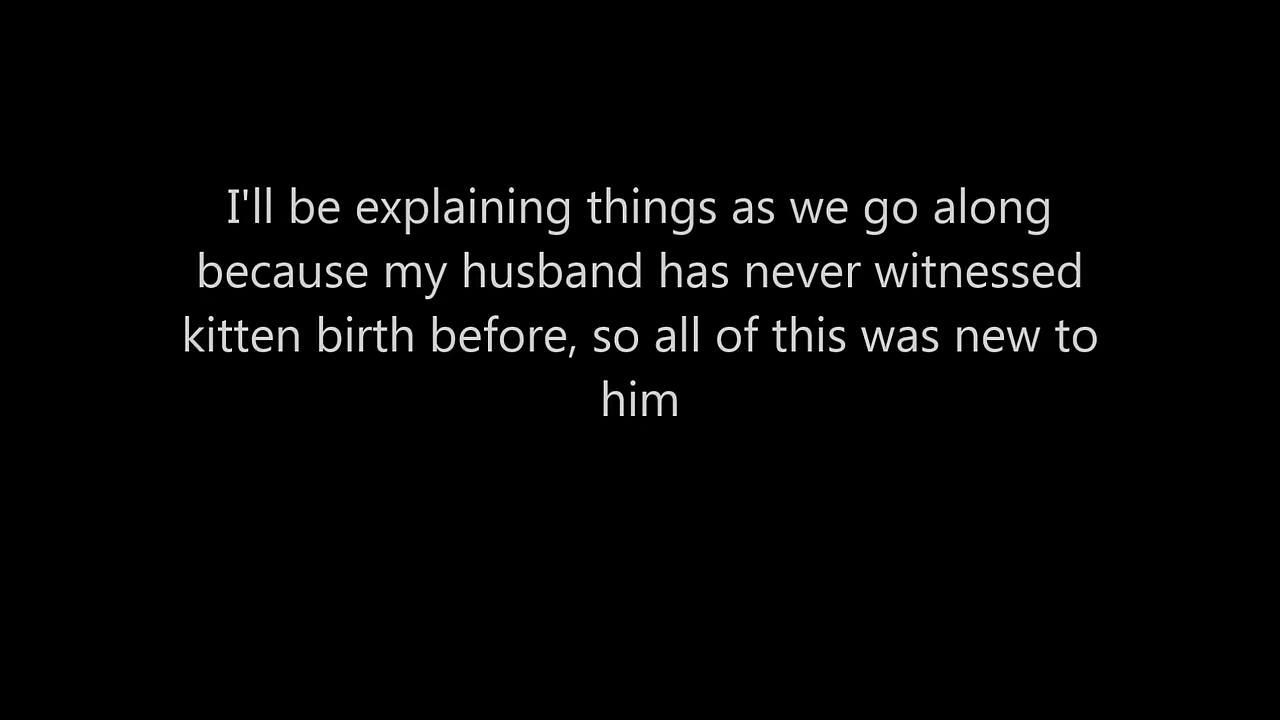 I'll be explaining things as we go along
because my husband has never witnessed
kitten birth before, so all of this was new to
him